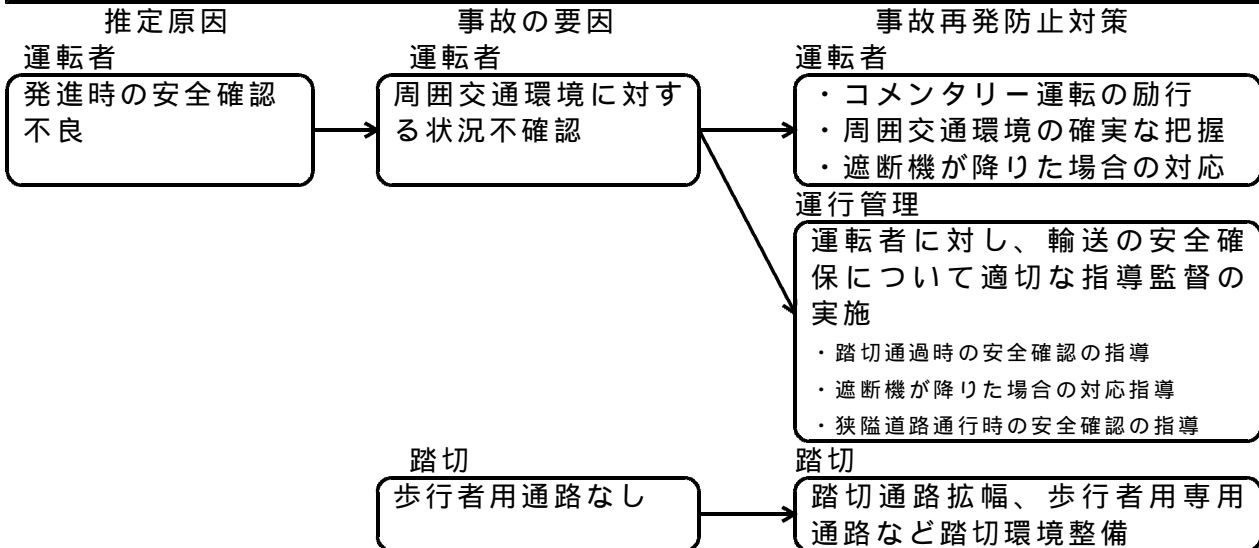 推定原因
事故の要因
事故再発防止対策
運転者
発進時の安全確認
不良
運転者
周囲交通環境に対す
る状況不確認
運転者
・コメンタリー運転の励行
・周囲交通環境の確実な把握
・遮断機が降りた場合の対応
運行管理
運転者に対し、輸送の安全確
保について適切な指導監督の
実施
・踏切通過時の安全確認の指導
・遮断機が降りた場合の対応指導
・狭隘道路通行時の安全確認の指導
踏切
歩行者用通路なし
踏切
踏切通路拡幅、歩行者用専用
通路など踏切環境整備